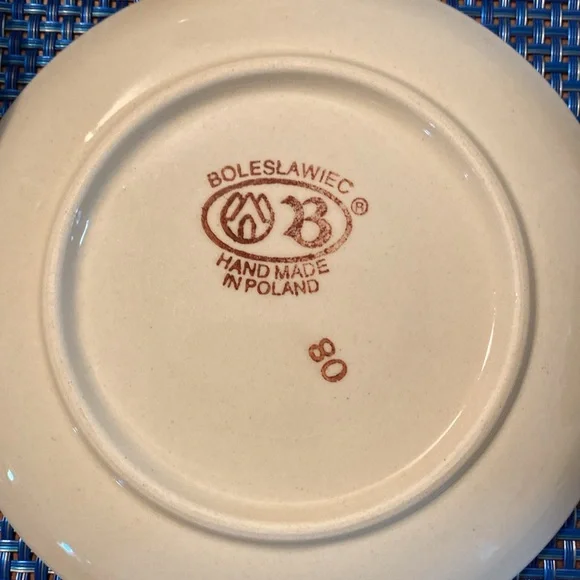 BOLESŁAWIEC
B ®
HAND MADE
IN POLAND
80